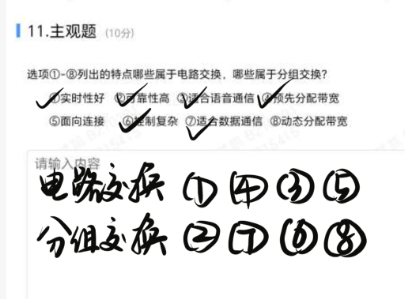 11.主观题 (10分)
选项①-⑧列出的特点哪些属于电路交换，哪些属于分组交换？
①实时性好 ②可靠性高 ③适合语音通信 ④预先分配带宽
⑤面向连接 ⑥控制复杂 ⑦适合数据通信 ⑧动态分配带宽
请输入内容
电路交换 ① ④ ③ ⑤
分组交换 ② ⑦ ⑥ ⑧